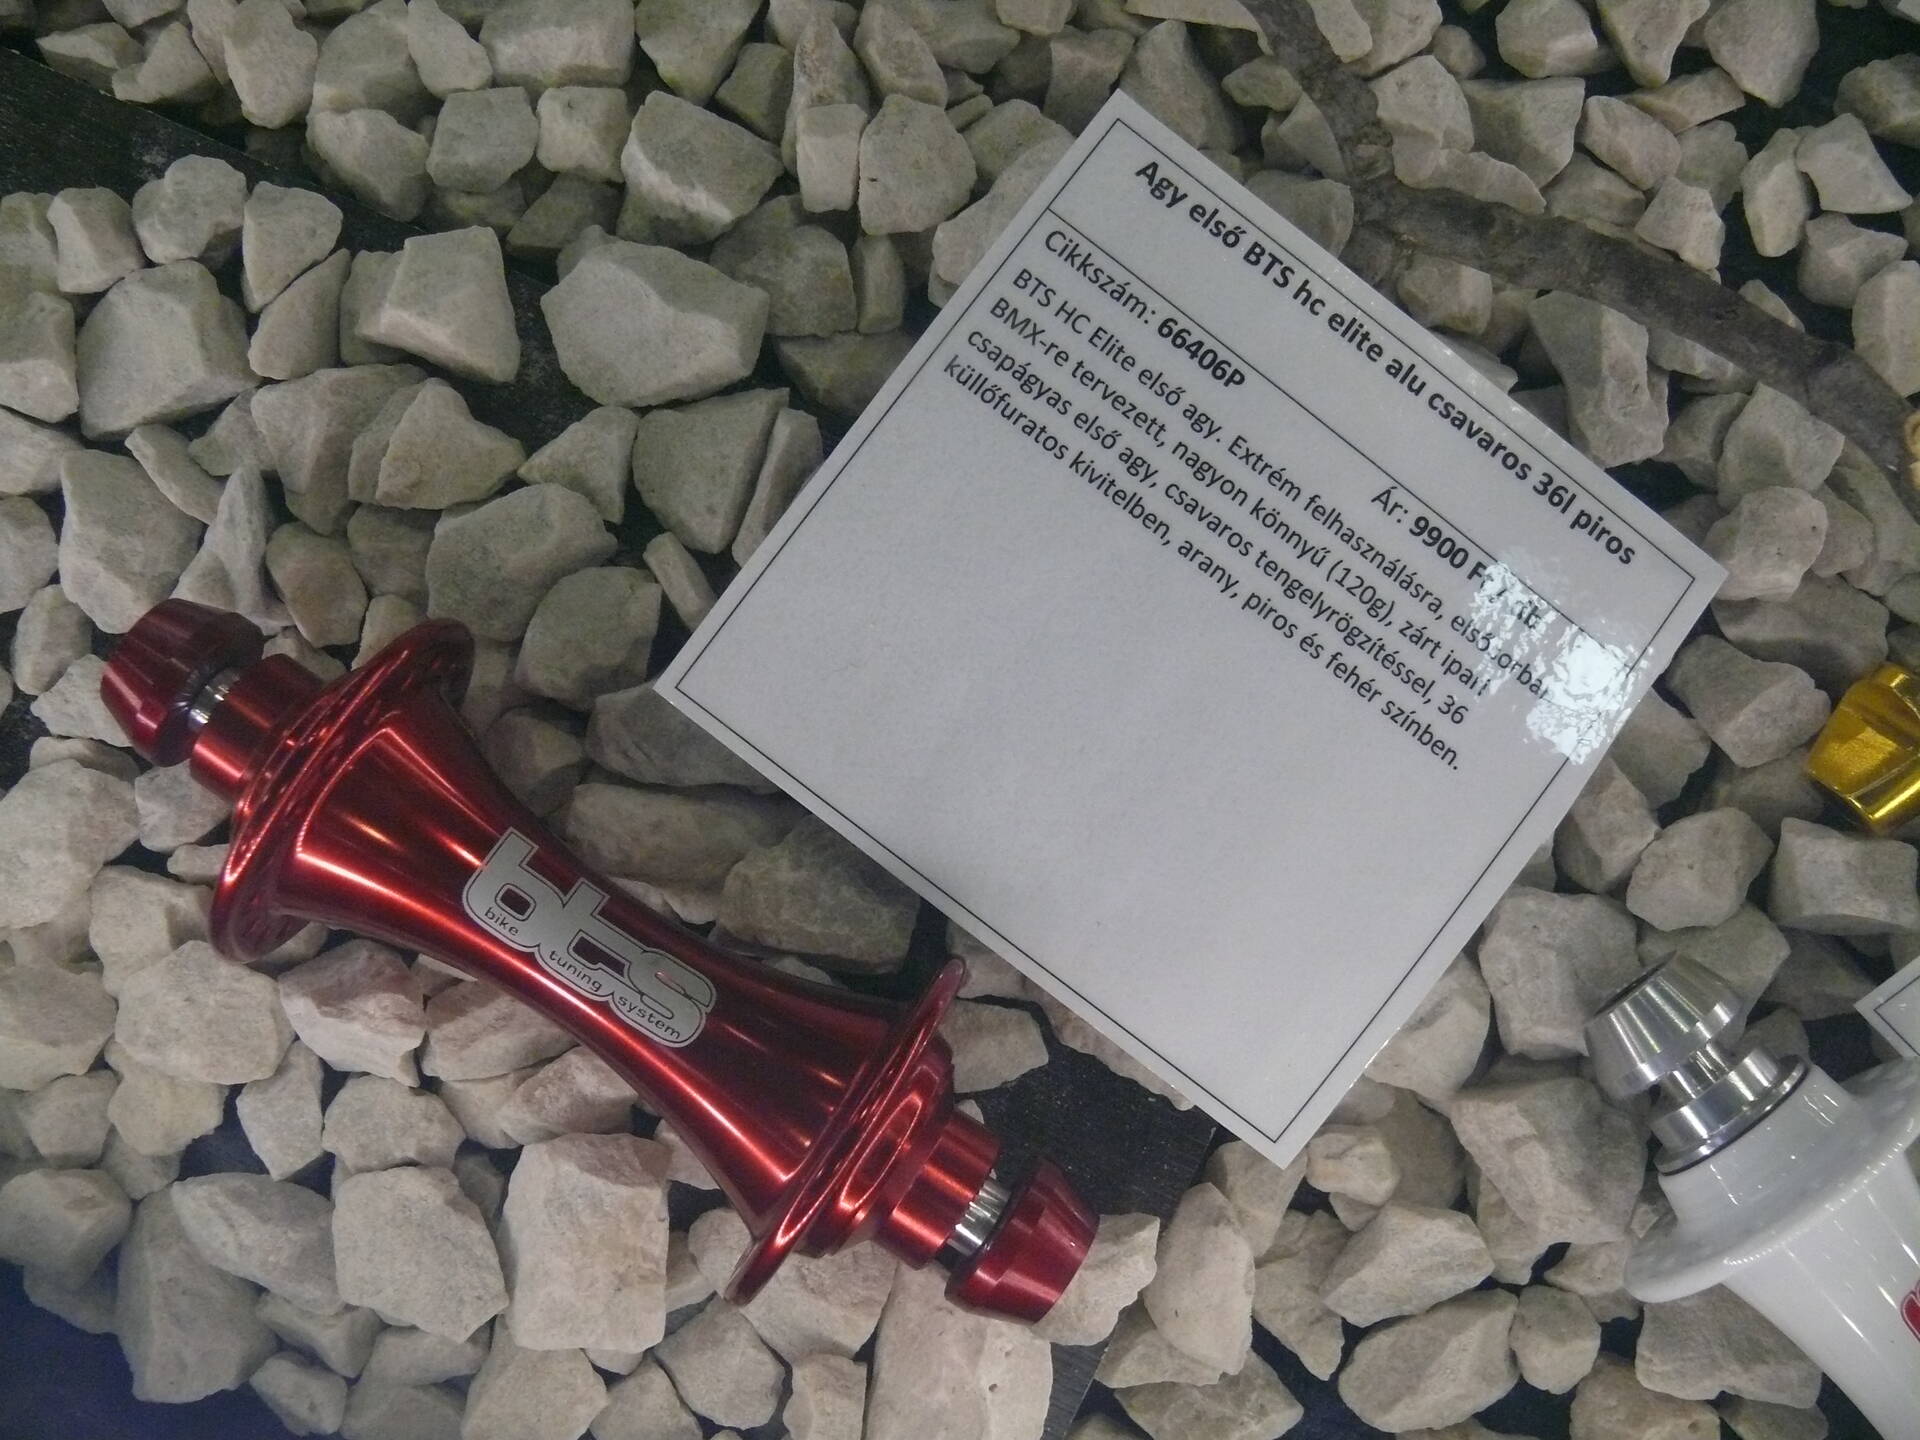 Agy első BTS hc elite alu csavaros 36l piros
Cikkszám: 66406P Ár: 9900 Ft / db
BTS HC Elite első agy. Extrém felhasználásra, elsősorban
BMX-re tervezett, nagyon könnyű (120g), zárt ipari
csapágyas első agy, csavaros tengelyrögzítéssel, 36
küllőfuratos kivitelben, arany, piros és fehér színben.
bts
bike tuning system